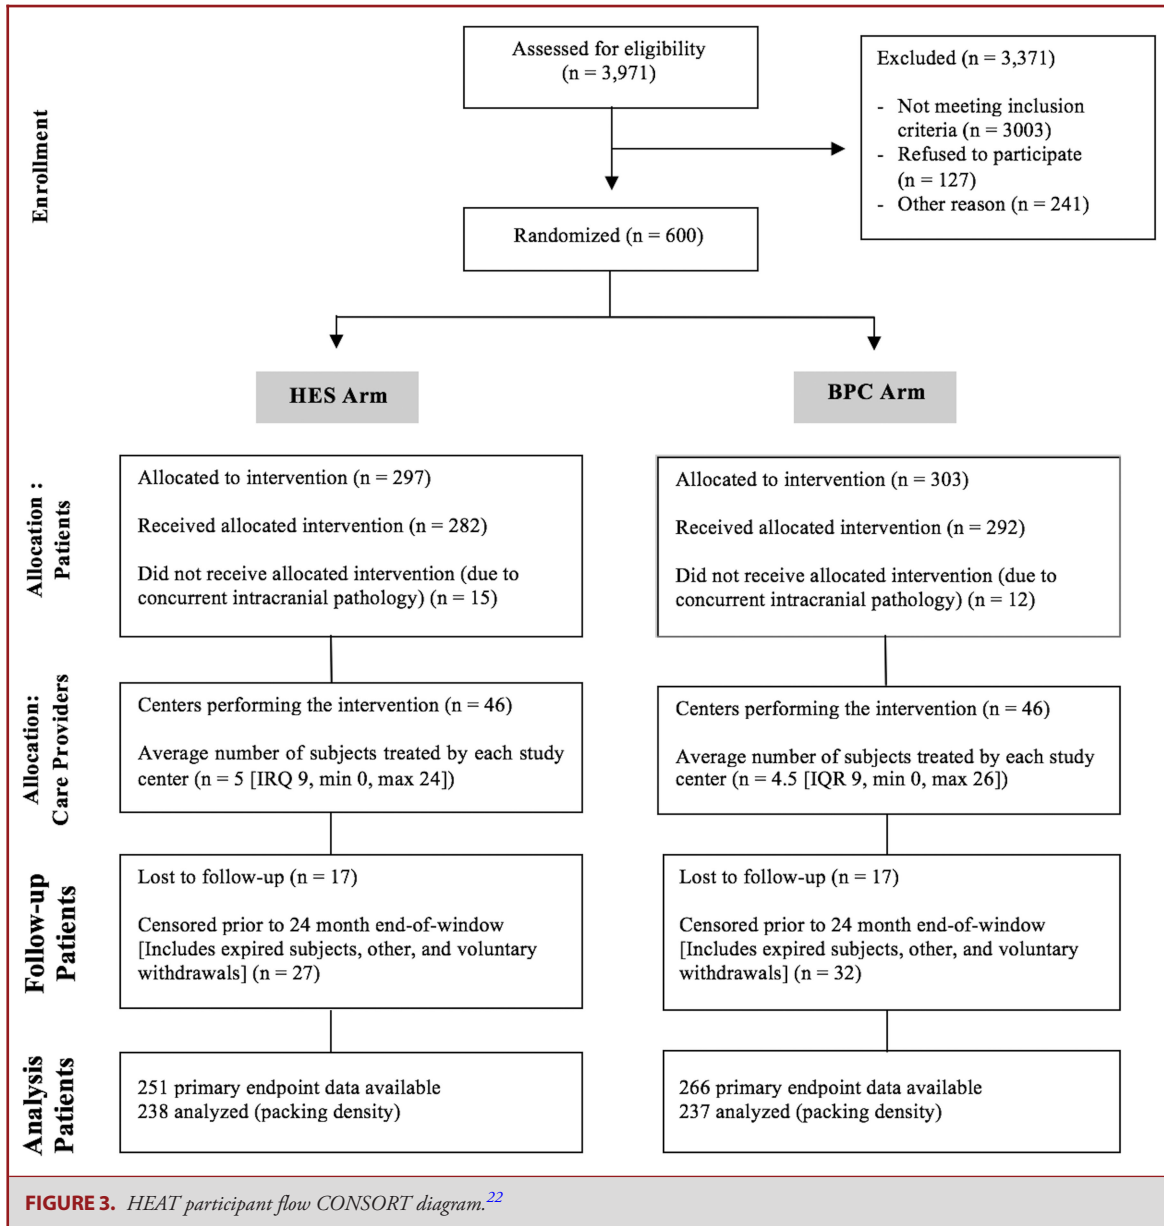 Enrollment
Assessed for eligibility
(n = 3,971)
Excluded (n = 3,371)
- Not meeting inclusion
criteria (n = 3003)
- Refused to participate
(n = 127)
- Other reason (n = 241)
Randomized (n = 600)
HES Arm
BPC Arm
Allocation :
Patients
Allocated to intervention (n = 297)
Received allocated intervention (n = 282)
Did not receive allocated intervention (due to
concurrent intracranial pathology) (n = 15)
Allocated to intervention (n = 303)
Received allocated intervention (n = 292)
Did not receive allocated intervention (due to
concurrent intracranial pathology) (n = 12)
Allocation:
Care Providers
Centers performing the intervention (n = 46)
Average number of subjects treated by each study
center (n = 5 [IRQ 9, min 0, max 24])
Centers performing the intervention (n = 46)
Average number of subjects treated by each study
center (n = 4.5 [IQR 9, min 0, max 26])
Follow-up
Patients
Lost to follow-up (n = 17)
Censored prior to 24 month end-of-window
[Includes expired subjects, other, and voluntary
withdrawals] (n = 27)
Lost to follow-up (n = 17)
Censored prior to 24 month end-of-window
[Includes expired subjects, other, and voluntary
withdrawals] (n = 32)
Analysis
Patients
251 primary endpoint data available
238 analyzed (packing density)
266 primary endpoint data available
237 analyzed (packing density)
FIGURE 3. HEAT participant flow CONSORT diagram.22